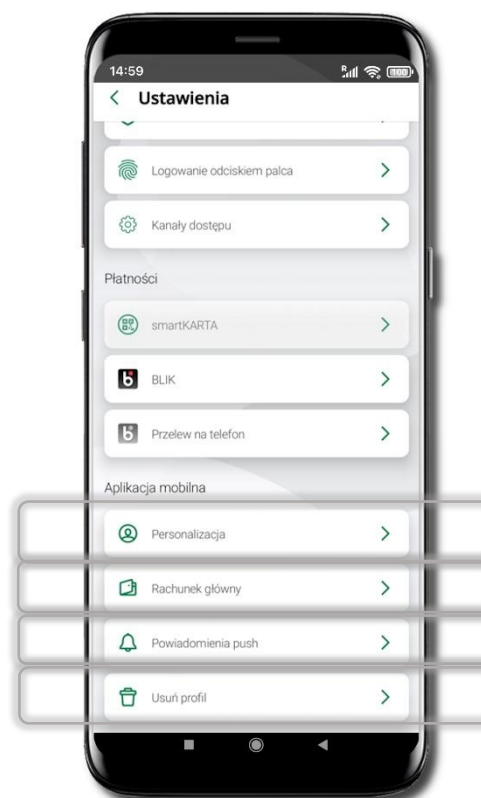 14:59
R
100
Ustawienia
Logowanie odciskiem palca
Kanały dostępu
Płatności
smartKARTA
BLIK
Przelew na telefon
Aplikacja mobilna
Personalizacja
Rachunek główny
Powiadomienia push
Usuń profil